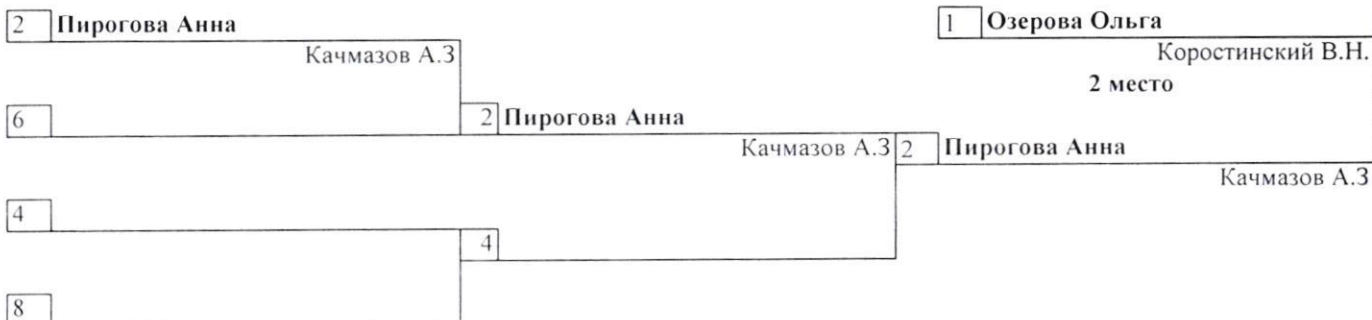 2 Пирогова Анна
1 Озерова Ольга
Качмазов А.З
Коростинский В.Н.
2 место
6
2 Пирогова Анна
Качмазов А.З
2 Пирогова Анна
Качмазов А.З
4
4
8